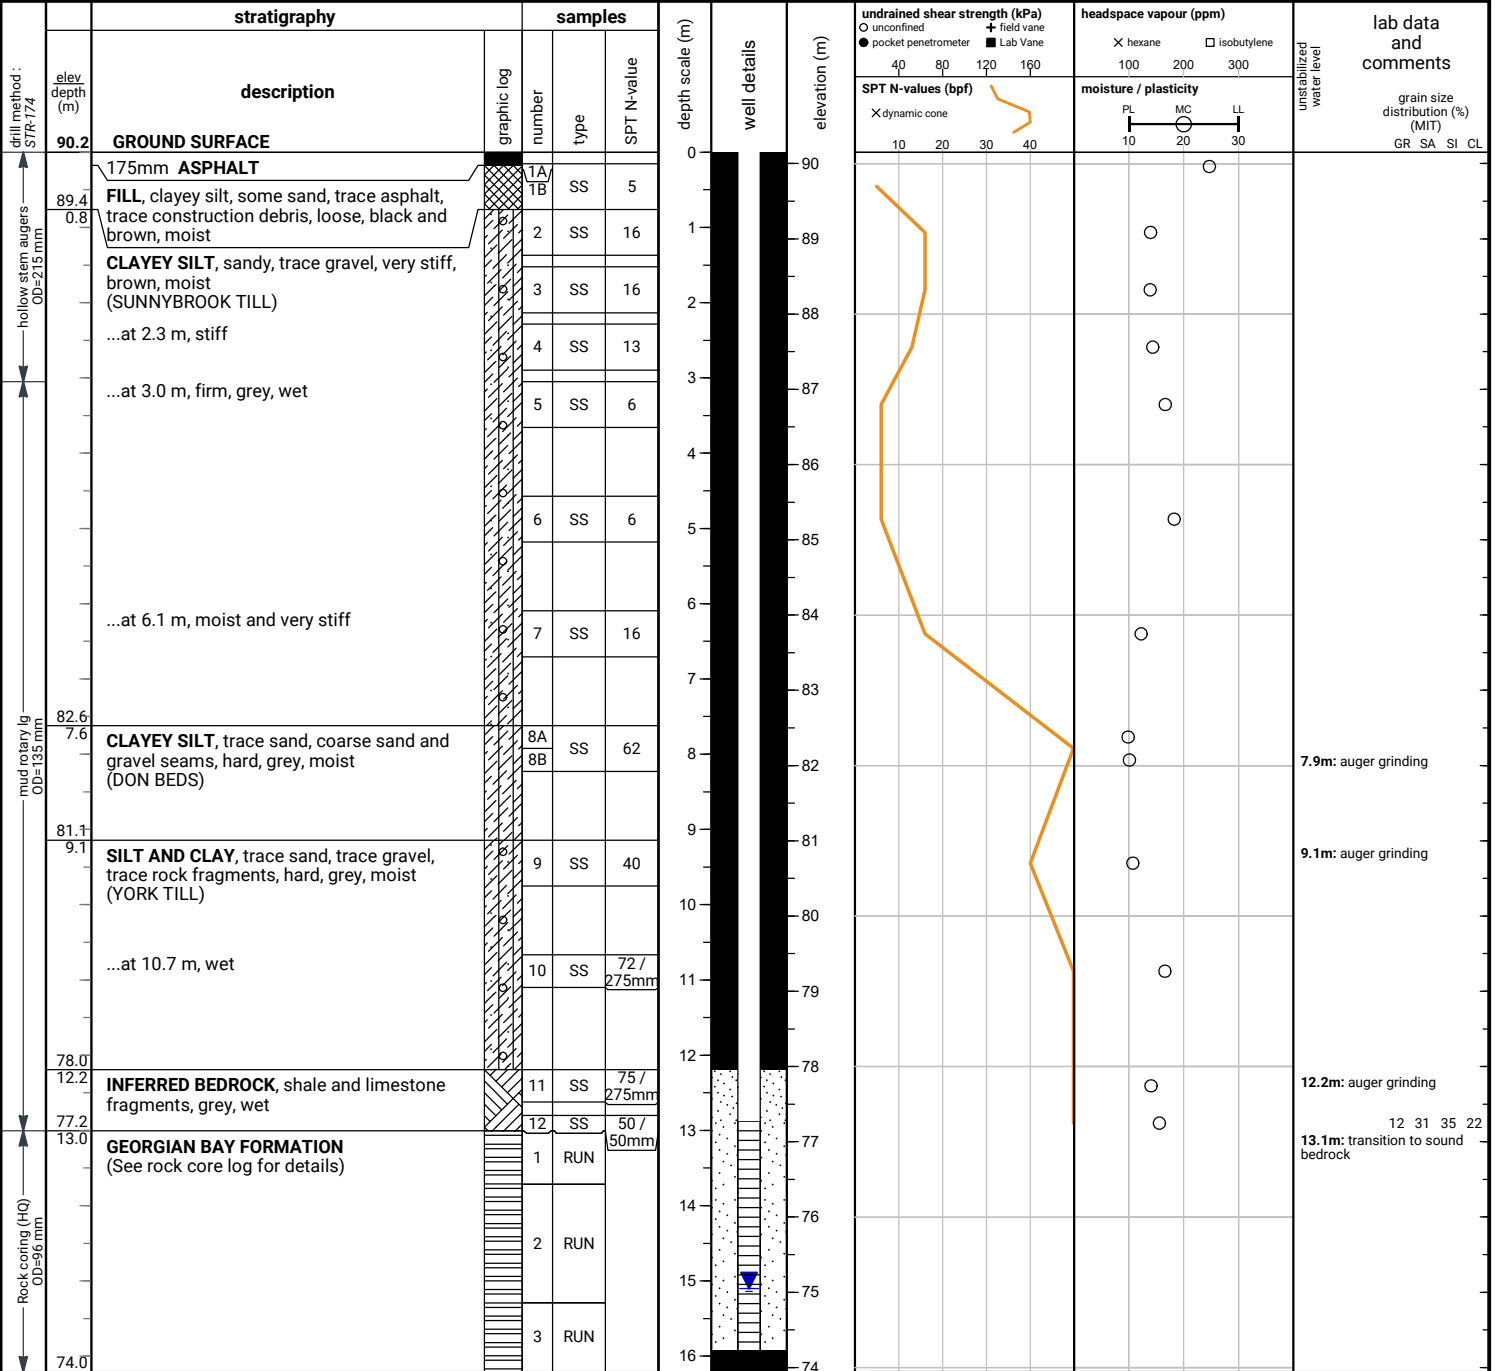 stratigraphy
samples
drill method :
STR-174
elev
depth
(m)
description
graphic log
number
type
SPT N-value
depth scale (m)
well details
elevation (m)
undrained shear strength (kPa)
unconfined
field vane
pocket penetrometer
Lab Vane
40 80 120 160
SPT N-values (bpf)
dynamic cone
10 20 30 40
headspace vapour (ppm)
hexane
isobutylene
100 200 300
moisture / plasticity
PL MC LL
10 20 30
unstabilized
water level
lab data
and
comments
grain size
distribution (%)
(MIT)
GR SA SI CL
90.2 GROUND SURFACE
175mm ASPHALT
89.4
0.8
FILL, clayey silt, some sand, trace asphalt,
trace construction debris, loose, black and
brown, moist
CLAYEY SILT, sandy, trace gravel, very stiff,
brown, moist
(SUNNYBROOK TILL)
...at 2.3 m, stiff
...at 3.0 m, firm, grey, wet
...at 6.1 m, moist and very stiff
82.6
7.6
CLAYEY SILT, trace sand, coarse sand and
gravel seams, hard, grey, moist
(DON BEDS)
81.1
9.1
SILT AND CLAY, trace sand, trace gravel,
trace rock fragments, hard, grey, moist
(YORK TILL)
...at 10.7 m, wet
78.0
12.2
INFERRED BEDROCK, shale and limestone
fragments, grey, wet
77.2
13.0
GEORGIAN BAY FORMATION
(See rock core log for details)
74.0
hollow stem augers
OD=215 mm
mud rotary lg
OD=135 mm
Rock coring (HQ)
OD=96 mm
1A
1B
SS 5
2 SS 16
3 SS 16
4 SS 13
5 SS 6
6 SS 6
7 SS 16
8A
8B
SS 62
9 SS 40
10 SS 72 /
275mm
11 SS 75 /
275mm
12 SS 50 /
50mm
1 RUN
2 RUN
3 RUN
0
1
2
3
4
5
6
7
8
9
10
11
12
13
14
15
16
90
89
88
87
86
85
84
83
82
81
80
79
78
77
76
75
74
7.9m: auger grinding
9.1m: auger grinding
12.2m: auger grinding
12 31 35 22
13.1m: transition to sound
bedrock